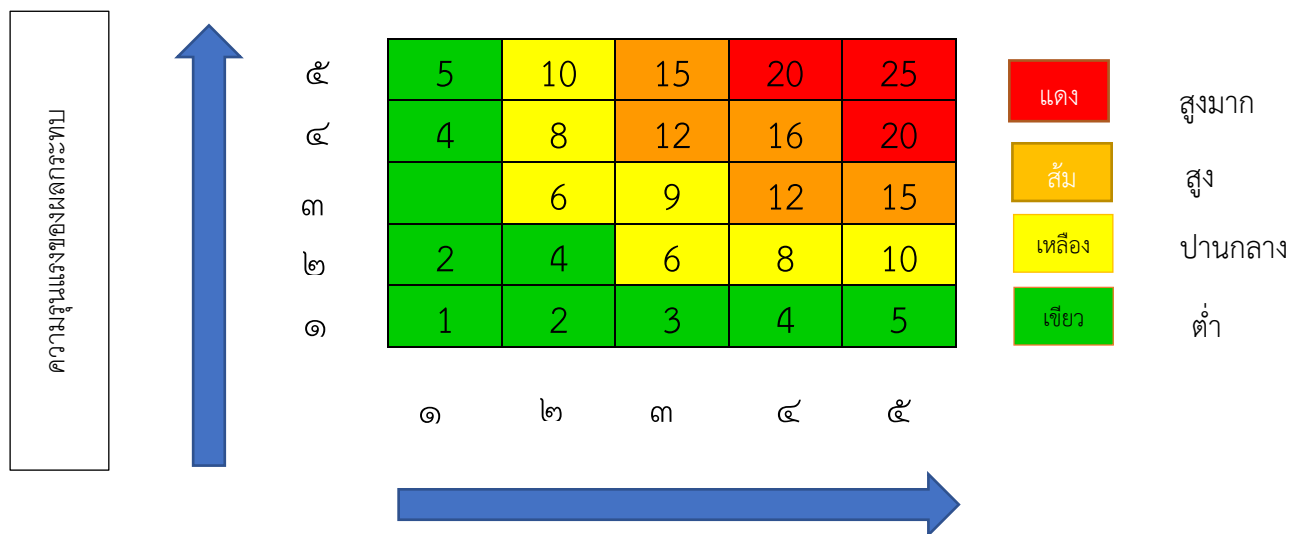 ความรุนแรงของผลกระทบ
๕ 5 10 15 20 25
๔ 4 8 12 16 20
๓ 6 9 12 15
๒ 2 4 6 8 10
๑ 1 2 3 4 5
๑ ๒ ๓ ๔ ๕
แดง สูงมาก
ส้ม สูง
เหลือง ปานกลาง
เขียว ต่ำ